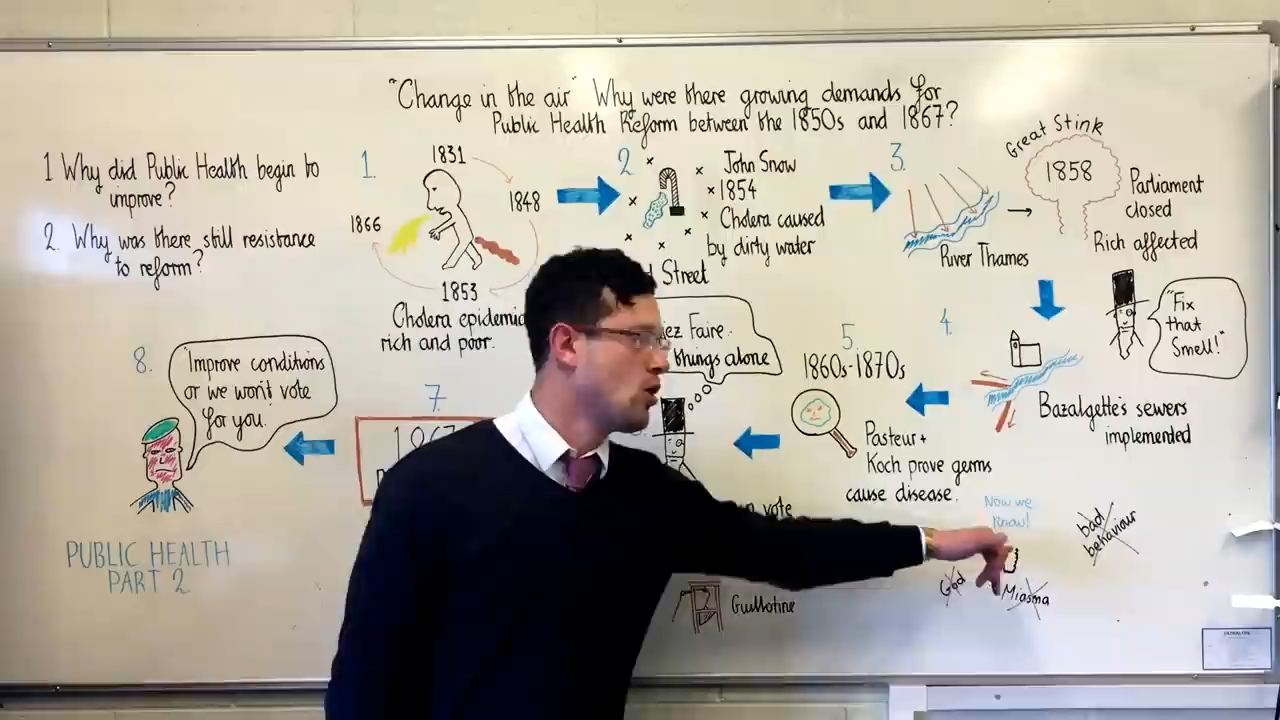 "Change in the air" Why were there growing demands for
Public Health Reform between the 1850s and 1867?
1 Why did Public Health begin to
improve?
2. Why was there still resistance
to reform?
1.
1831
1848
1866
1853
Cholera epidemic
rich and poor.
2
John Snow
1854
Cholera caused
by dirty water
Street
3.
River Thames
Great Stink
1858
Parliament
closed
Rich affected
"Fix
that
Smell!"
4.
Bazalgette's sewers
implemented
5.
1860s-1870s
Pasteur +
Koch prove germs
cause disease.
Now we
know!
God
Miasma
bad
behaviour
Faire.
things alone
vote
Guillotine
7.
8.
"Improve conditions
or we won't vote
for you."
PUBLIC HEALTH
PART 2